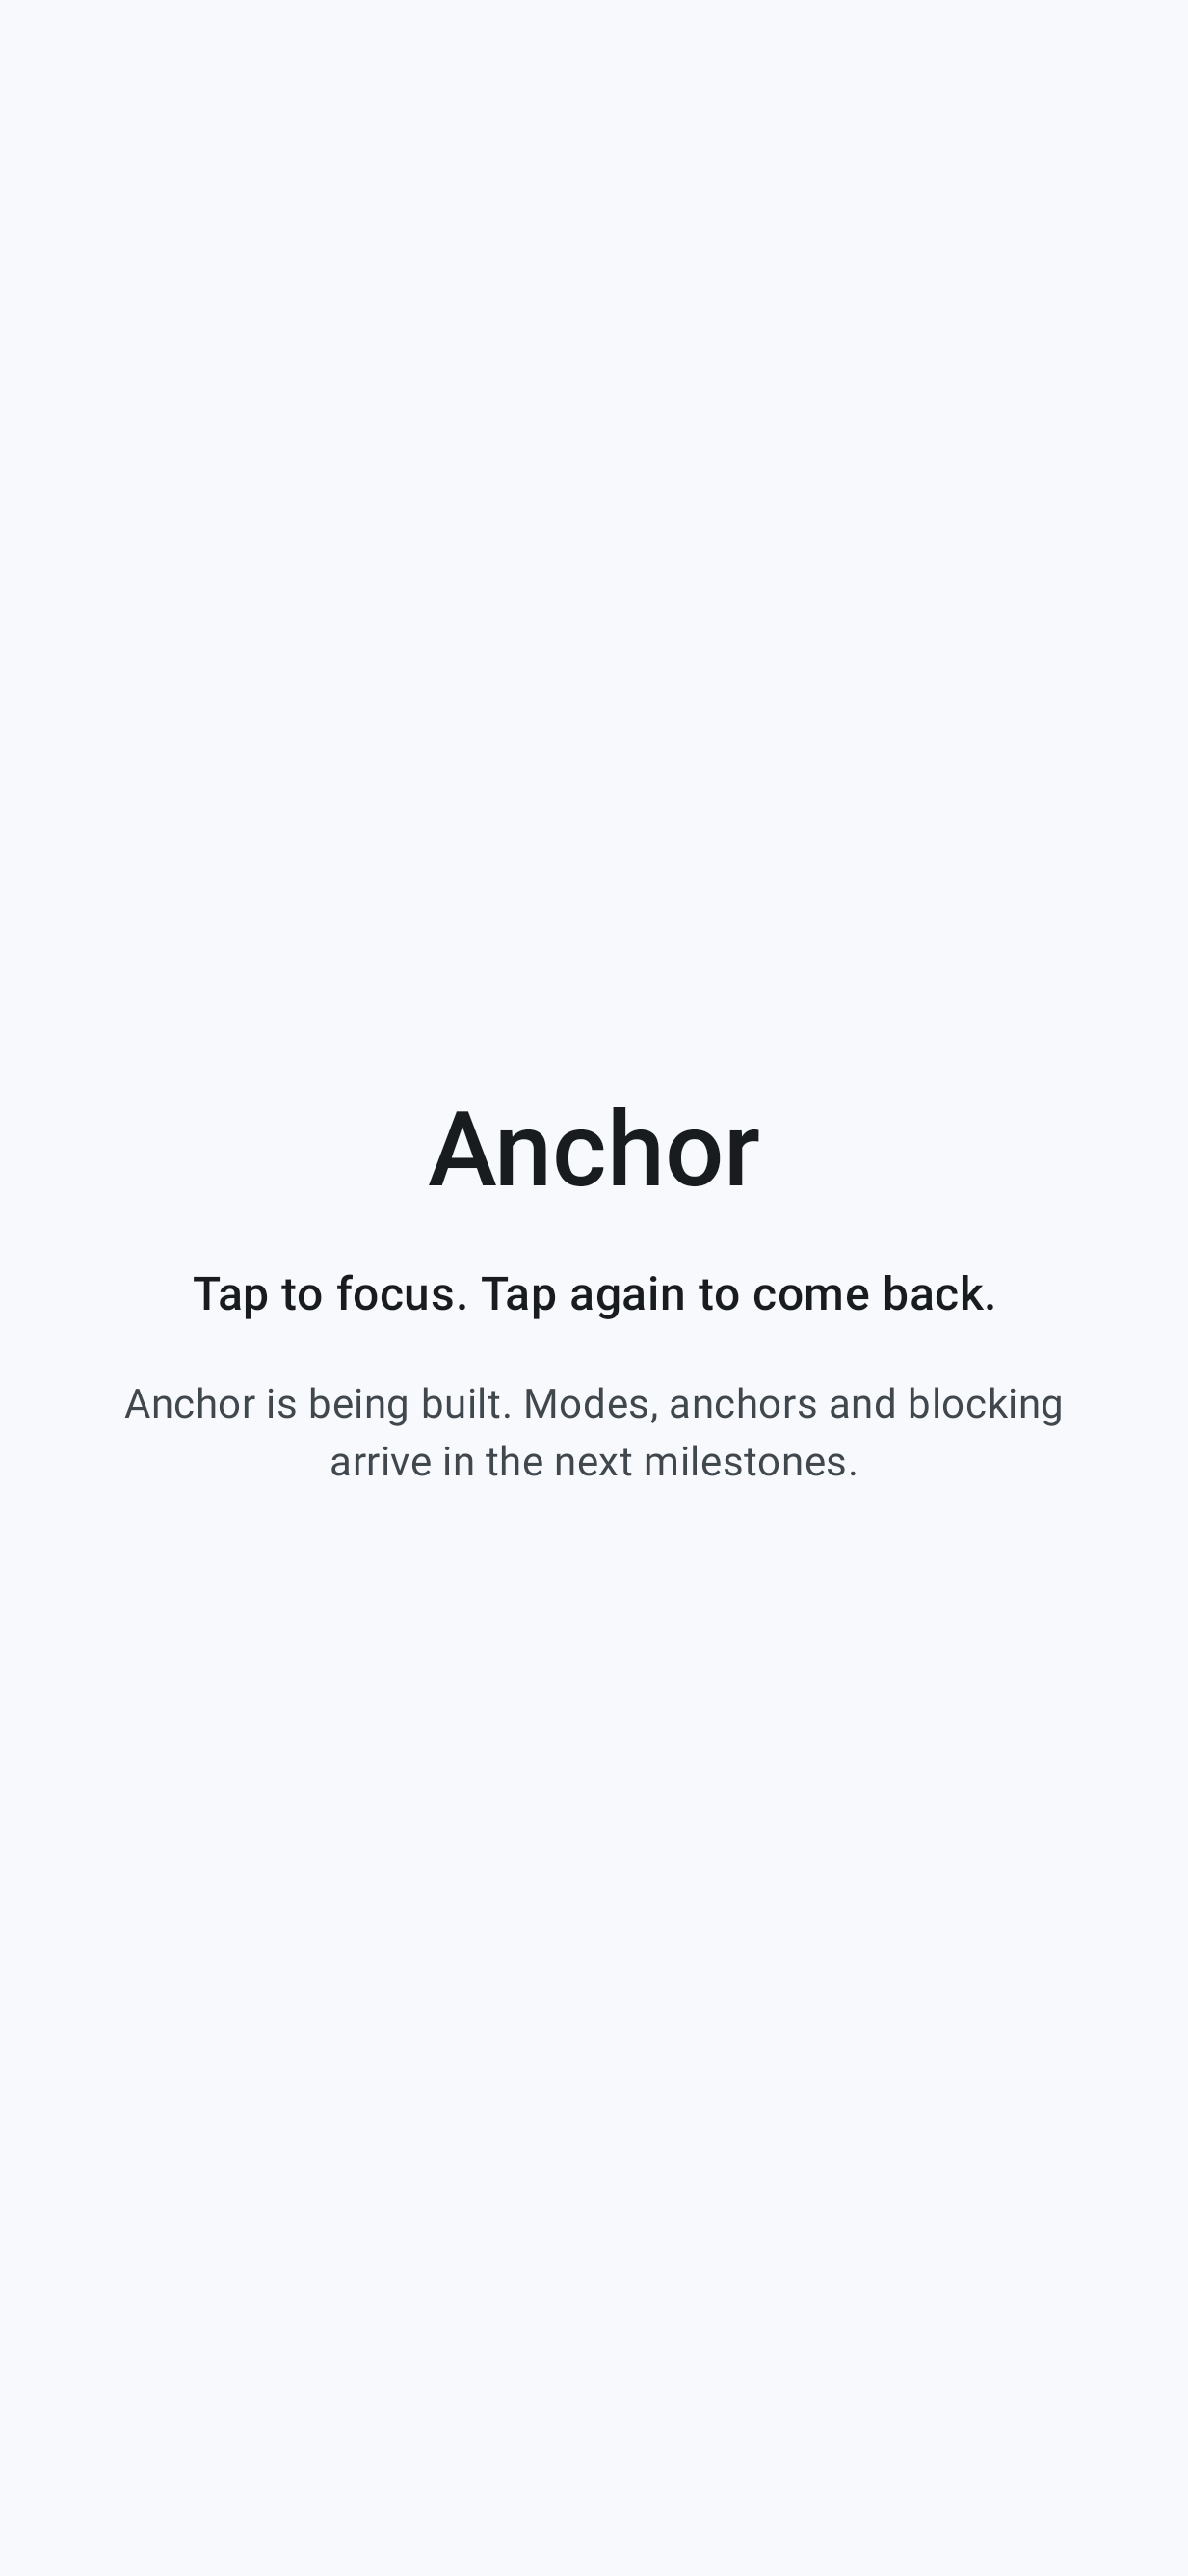 Anchor
Tap to focus. Tap again to come back.
Anchor is being built. Modes, anchors and blocking
arrive in the next milestones.